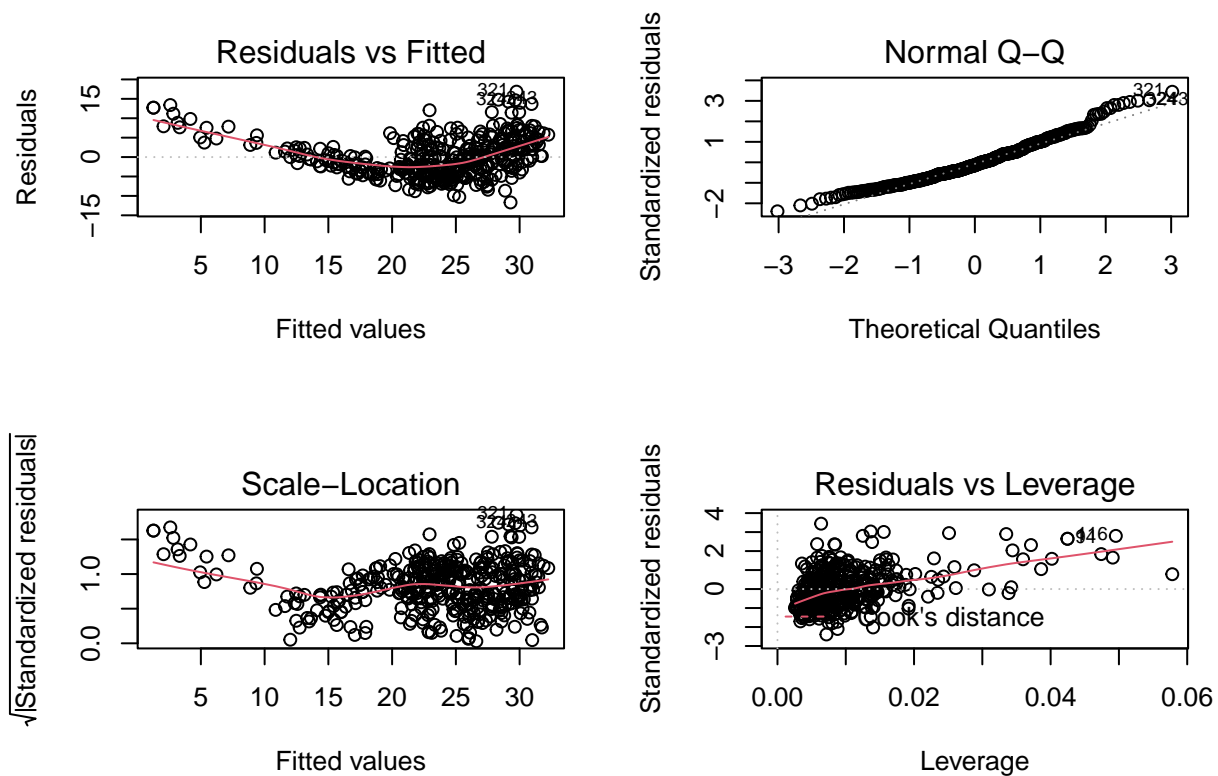 Residuals vs Fitted
Residuals
−15
0
15
5 10 15 20 25 30
Fitted values
321
Normal Q−Q
Standardized residuals
−2
1
3
−3 −2 −1 0 1 2 3
Theoretical Quantiles
321
Scale−Location
√|Standardized residuals|
0.0
1.0
5 10 15 20 25 30
Fitted values
321
Residuals vs Leverage
Standardized residuals
−3
0
2
4
0.00 0.02 0.04 0.06
Leverage
Cook's distance